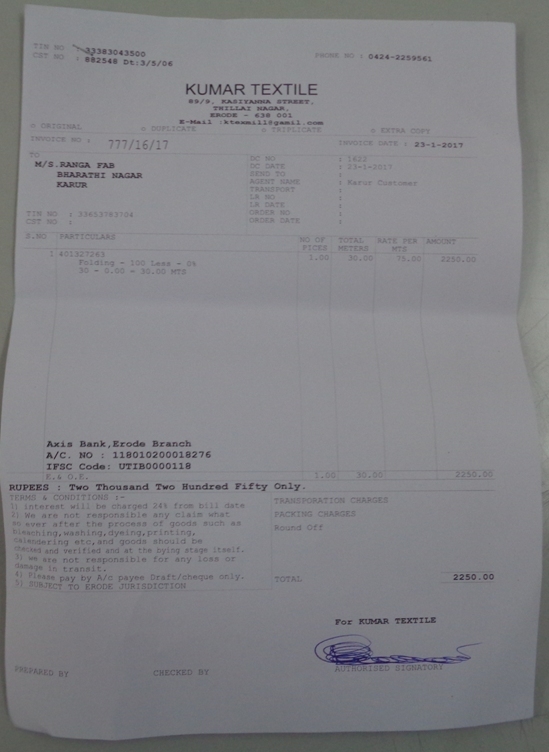 TIN NO : 33383043500
CST NO : 882548 Dt:3/5/06
PHONE NO : 0424-2259561
KUMAR TEXTILE
89/9, KASIYANNA STREET,
THILLAI NAGAR,
ERODE - 638 001
E-Mail :ktexmill@gamil.com
o ORIGINAL o DUPLICATE o TRIPLICATE o EXTRA COPY
INVOICE NO : 777/16/17 INVOICE DATE : 23-1-2017
TO
M/S.RANGA FAB
BHARATHI NAGAR
KARUR
TIN NO : 33653783704
CST NO :
DC NO : 1622
DC DATE : 23-1-2017
SEND TO :
AGENT NAME : Karur Customer
TRANSPORT :
LR NO :
LR DATE :
ORDER NO :
ORDER DATE :
S.NO PARTICULARS NO OF PICES TOTAL METERS RATE PER MTS AMOUNT
1 401327263 1.00 30.00 75.00 2250.00
Folding - 100 Less - 0%
30 - 0.00 = 30.00 MTS
Axis Bank,Erode Branch
A/C. NO : 118010200018276
IFSC Code: UTIB0000118
E.& O.E. 1.00 30.00 2250.00
RUPEES : Two Thousand Two Hundred Fifty Only.
TERMS & CONDITIONS :-
1) interest will be charged 24% from bill date
2) We are not responsible any claim what
so ever after the process of goods such as
bleaching,washing,dyeing,printing,
calendering etc,and goods should be
checked and verified and at the bying stage itself.
3) we are not responsible for any loss or
damage in transit.
4) Please pay by A/c payee Draft/cheque only.
5) SUBJECT TO ERODE JURISDICTION
TRANSPORATION CHARGES
PACKING CHARGES
Round Off
TOTAL 2250.00
For KUMAR TEXTILE
AUTHORISED SIGNATORY
PREPARED BY CHECKED BY